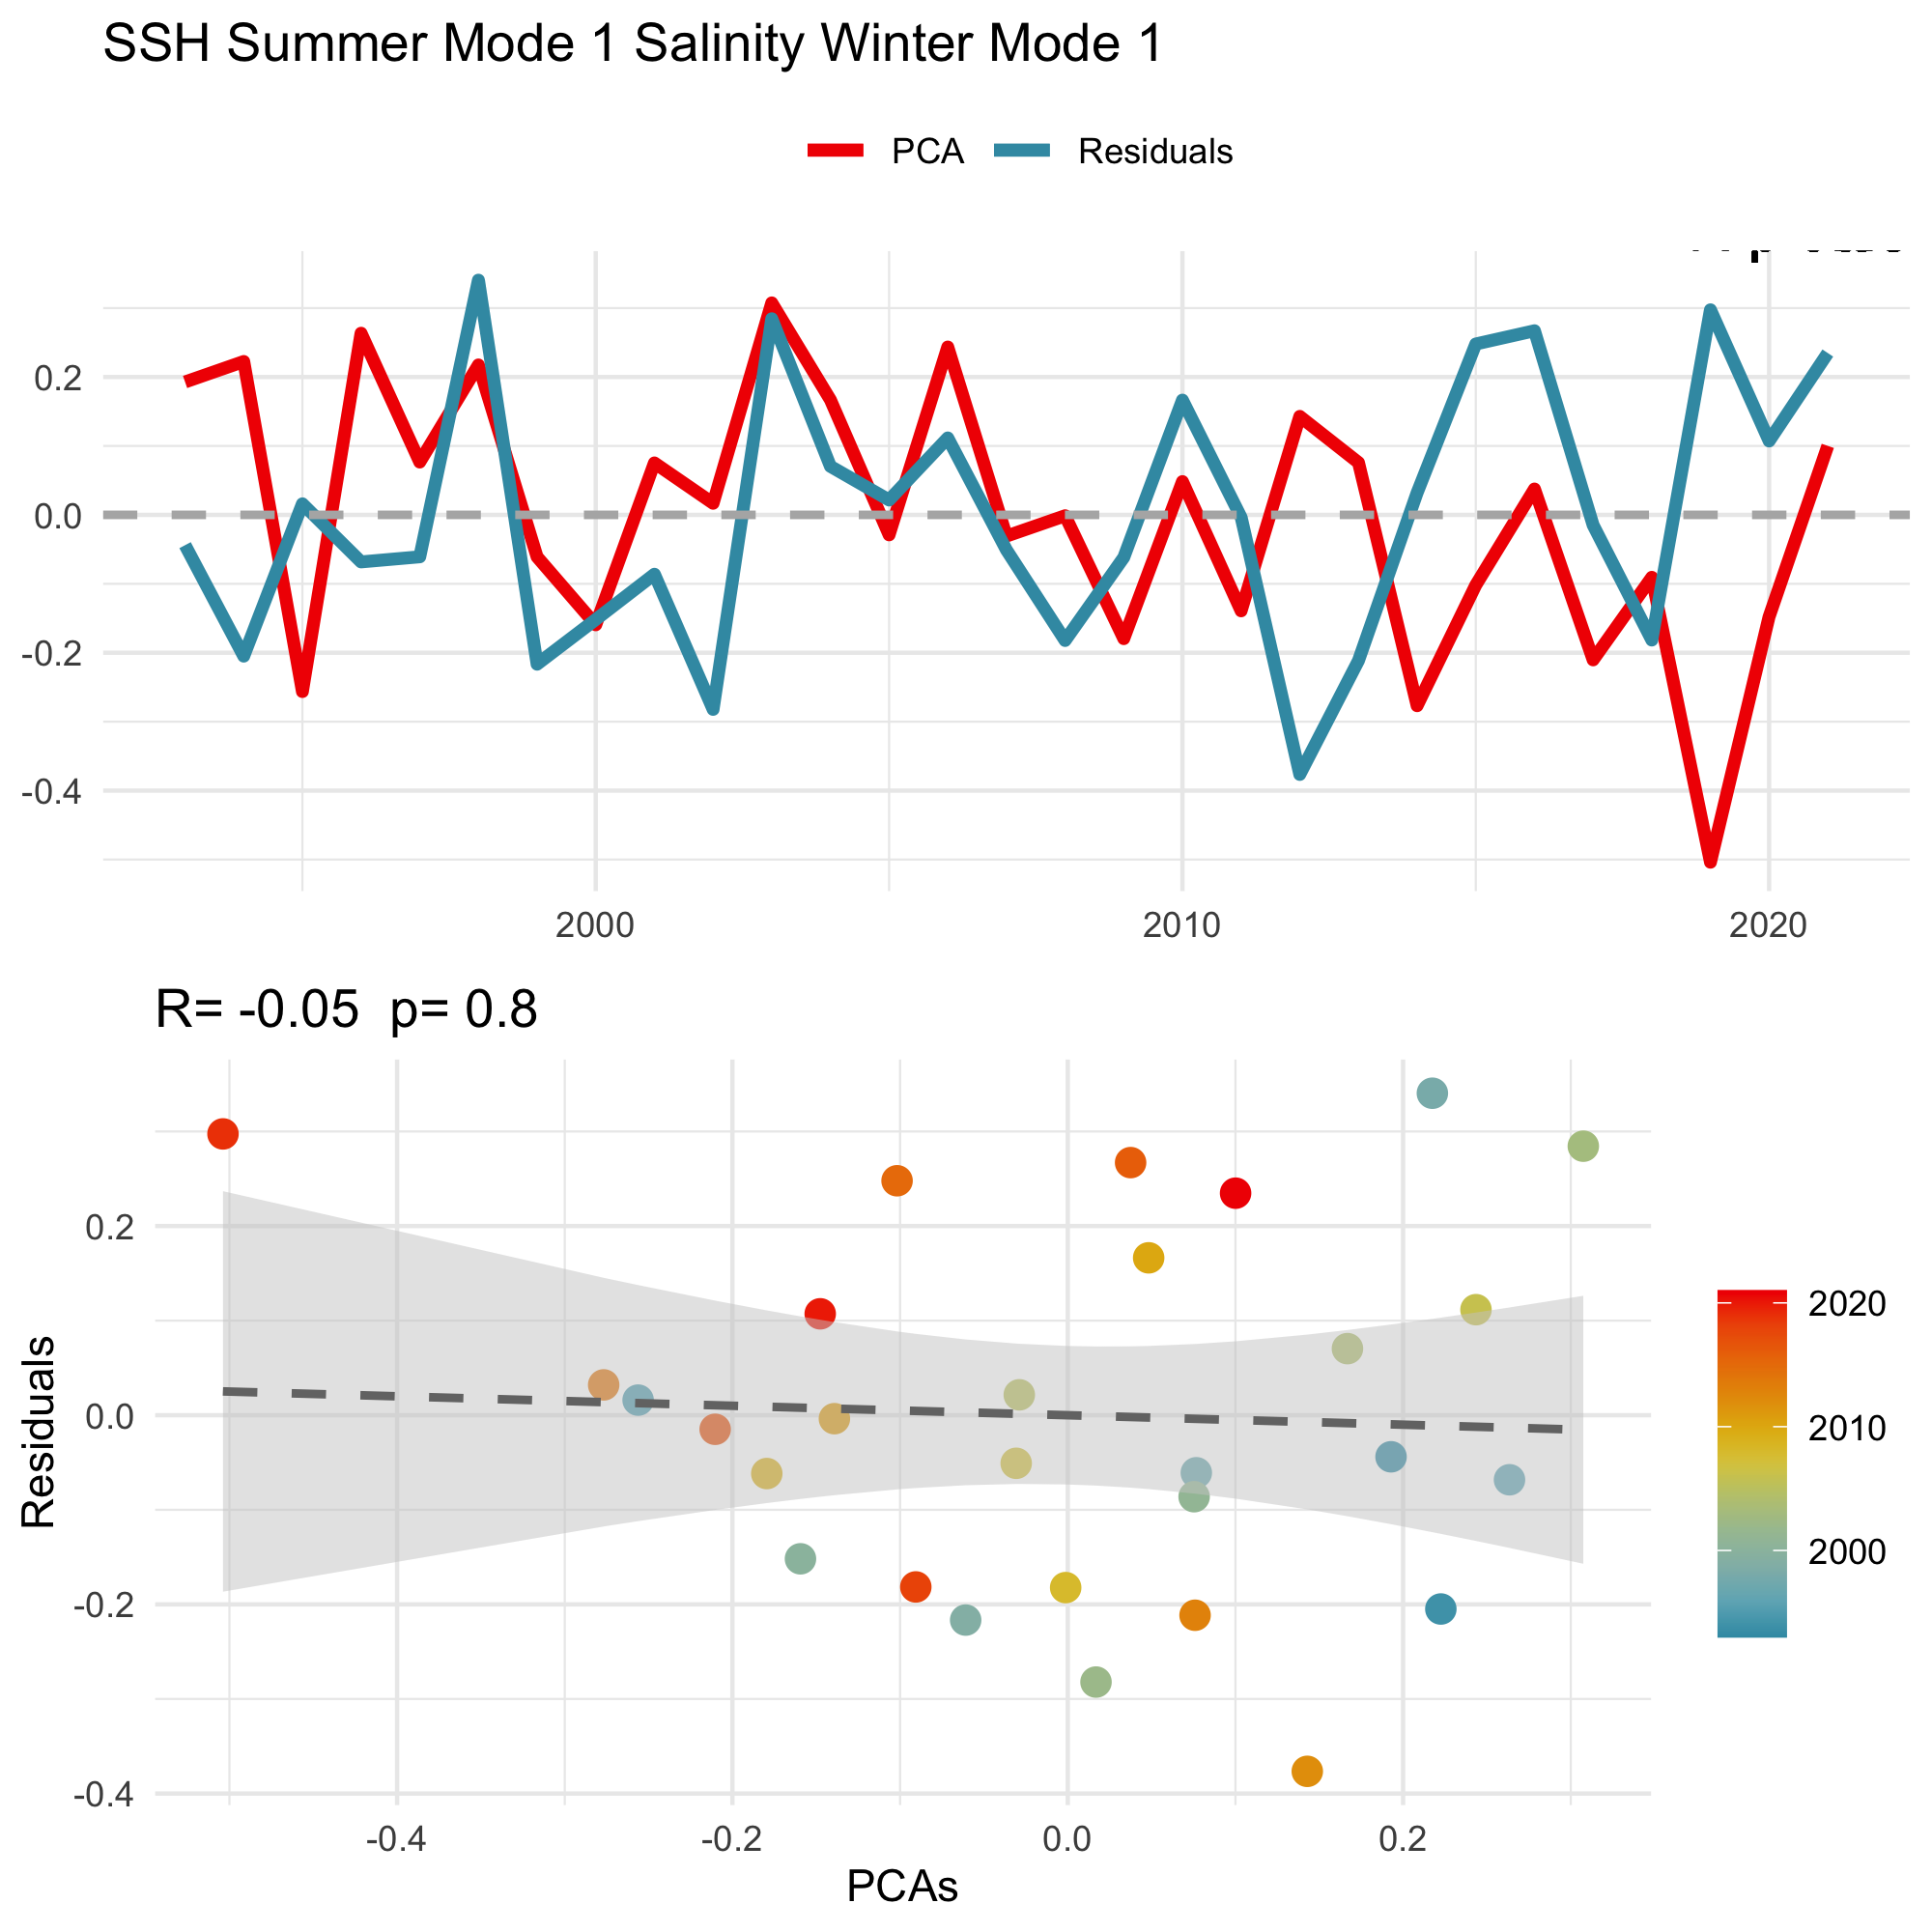 SSH Summer Mode 1 Salinity Winter Mode 1
PCA Residuals
0.2
0.0
-0.2
-0.4
2000 2010 2020
R= -0.05 p= 0.8
Residuals
0.2
0.0
-0.2
-0.4
-0.4 -0.2 0.0 0.2
PCAs
2020
2010
2000